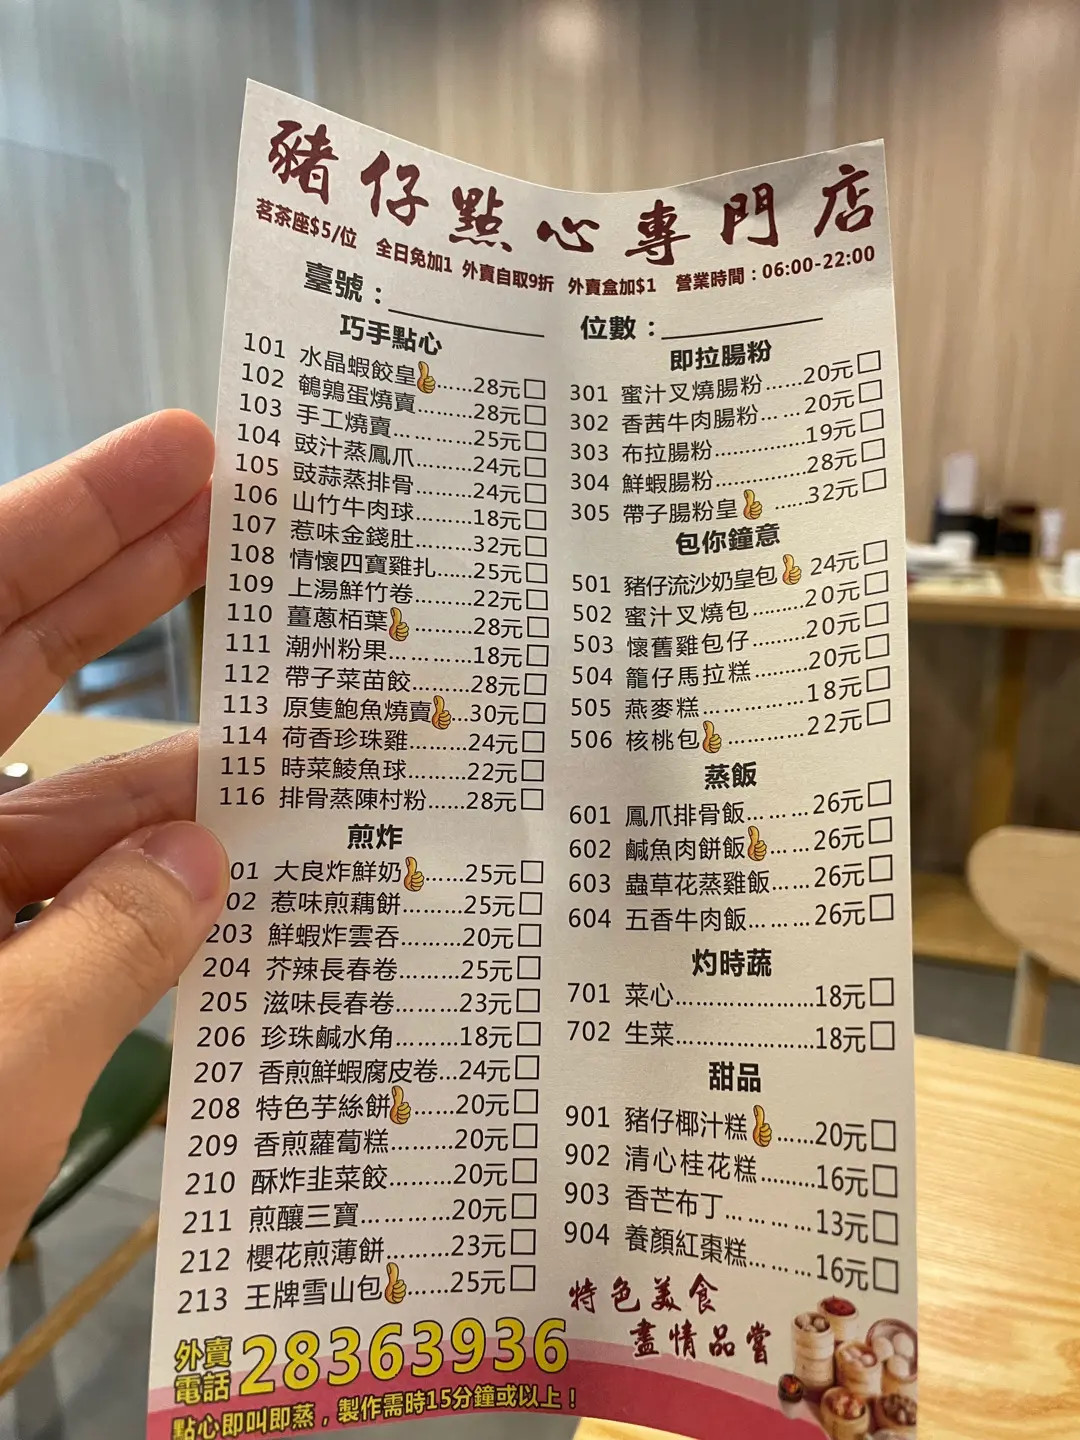 豬仔點心專門店
茗茶座$5/位 全日免加1 外賣自取9折 外賣盒加$1 營業時間：06:00-22:00
臺號：
位數：
巧手點心
101 水晶蝦餃皇......28元
102 鵪鶉蛋燒賣......28元
103 手工燒賣.........25元
104 豉汁蒸鳳爪......24元
105 豉蒜蒸排骨......24元
106 山竹牛肉球......18元
107 惹味金錢肚......32元
108 情懷四寶雞扎......25元
109 上湯鮮竹卷......22元
110 薑蔥栢葉.........28元
111 潮州粉果............18元
112 帶子菜苗餃......28元
113 原隻鮑魚燒賣...30元
114 荷香珍珠雞.........24元
115 時菜鯪魚球.........22元
116 排骨蒸陳村粉......28元
煎炸
01 大良炸鮮奶......25元
02 惹味煎藕餅.........25元
203 鮮蝦炸雲吞.........20元
204 芥辣長春卷.........25元
205 滋味長春卷.........23元
206 珍珠鹹水角.........18元
207 香煎鮮蝦腐皮卷...24元
208 特色芋絲餅......20元
209 香煎蘿蔔糕.........20元
210 酥炸韭菜餃.........20元
211 煎釀三寶............20元
212 櫻花煎薄餅.........23元
213 王牌雪山包......25元
即拉腸粉
301 蜜汁叉燒腸粉......20元
302 香茜牛肉腸粉......20元
303 布拉腸粉...............19元
304 鮮蝦腸粉...............28元
305 帶子腸粉皇......32元
包你鐘意
501 豬仔流沙奶皇包 24元
502 蜜汁叉燒包.........20元
503 懷舊雞包仔.........20元
504 籠仔馬拉糕.........20元
505 燕麥糕...............18元
506 核桃包............22元
蒸飯
601 鳳爪排骨飯.........26元
602 鹹魚肉餅飯......26元
603 蟲草花蒸雞飯......26元
604 五香牛肉飯.........26元
灼時蔬
701 菜心.....................18元
702 生菜.....................18元
甜品
901 豬仔椰汁糕......20元
902 清心桂花糕.........16元
903 香芒布丁............13元
904 養顏紅棗糕.........16元
特色美食
盡情品嘗
外賣電話 28363936
點心即叫即蒸，製作需時15分鐘或以上！